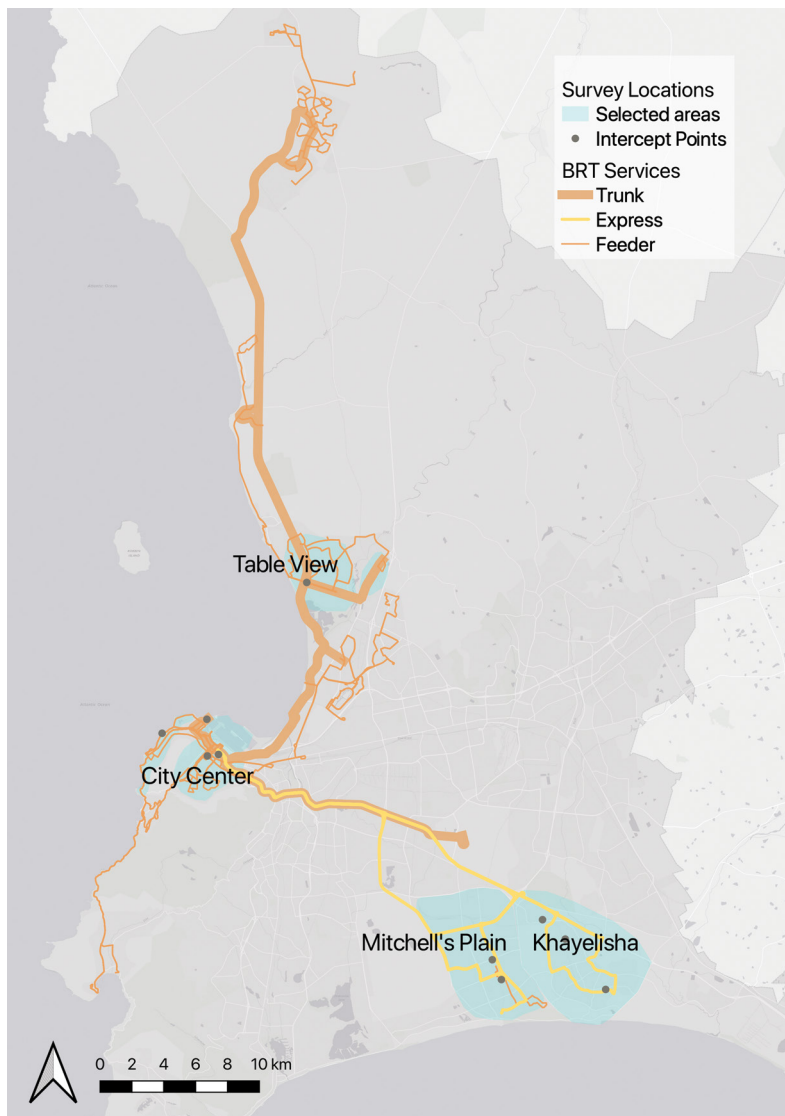 Survey Locations
Selected areas
Intercept Points
BRT Services
Trunk
Express
Feeder
Table View
City Center
Mitchell's Plain
Khayelisha
0 2 4 6 8 10 km